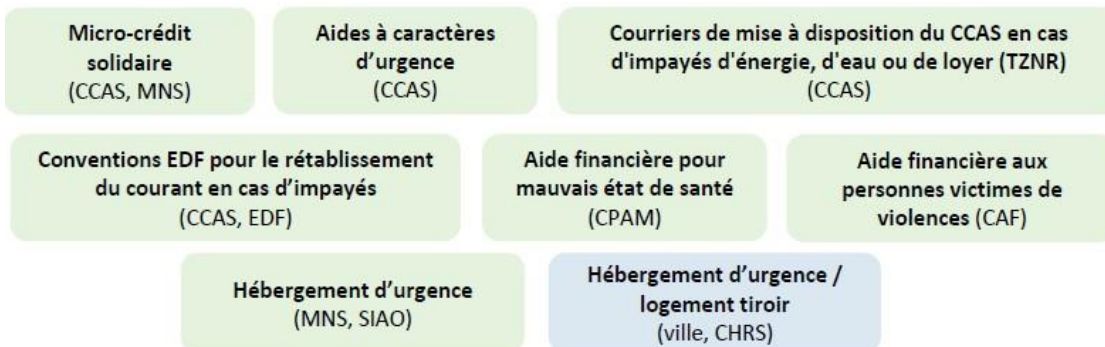 Micro-crédit
solidaire
(CCAS, MNS)
Aides à caractères
d'urgence
(CCAS)
Courriers de mise à disposition du CCAS en cas
d'impayés d'énergie, d'eau ou de loyer (TZNR)
(CCAS)
Conventions EDF pour le rétablissement
du courant en cas d'impayés
(CCAS, EDF)
Aide financière pour
mauvais état de santé
(CPAM)
Aide financière aux
personnes victimes de
violences (CAF)
Hébergement d'urgence
(MNS, SIAO)
Hébergement d'urgence /
logement tiroir
(ville, CHRS)